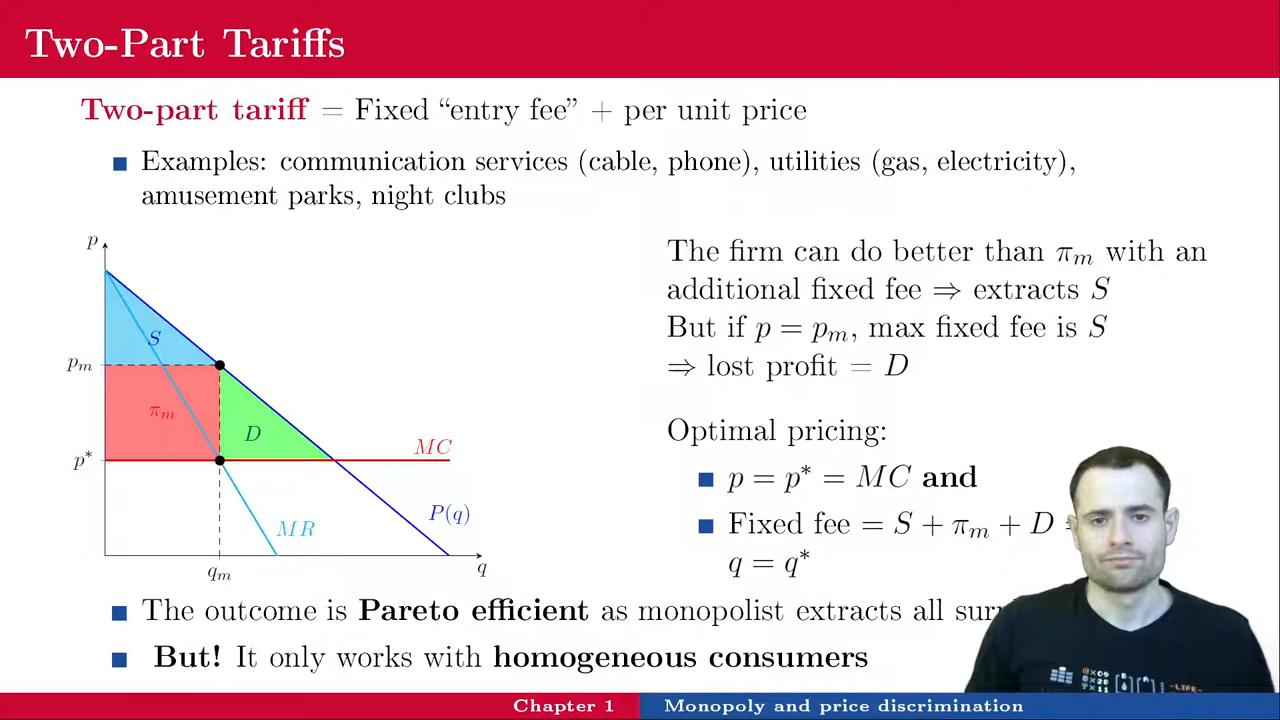 Two-Part Tariffs
Two-part tariff = Fixed “entry fee” + per unit price
Examples: communication services (cable, phone), utilities (gas, electricity),
amusement parks, night clubs
p
S
p_m
π_m
D
p*
MC
P(q)
MR
q_m
q
The firm can do better than π_m with an
additional fixed fee ⇒ extracts S
But if p = p_m, max fixed fee is S
⇒ lost profit = D
Optimal pricing:
p = p* = MC and
Fixed fee = S + π_m + D
q = q*
The outcome is Pareto efficient as monopolist extracts all
But! It only works with homogeneous consumers
-LIFE-
Chapter 1
Monopoly and price discrimination